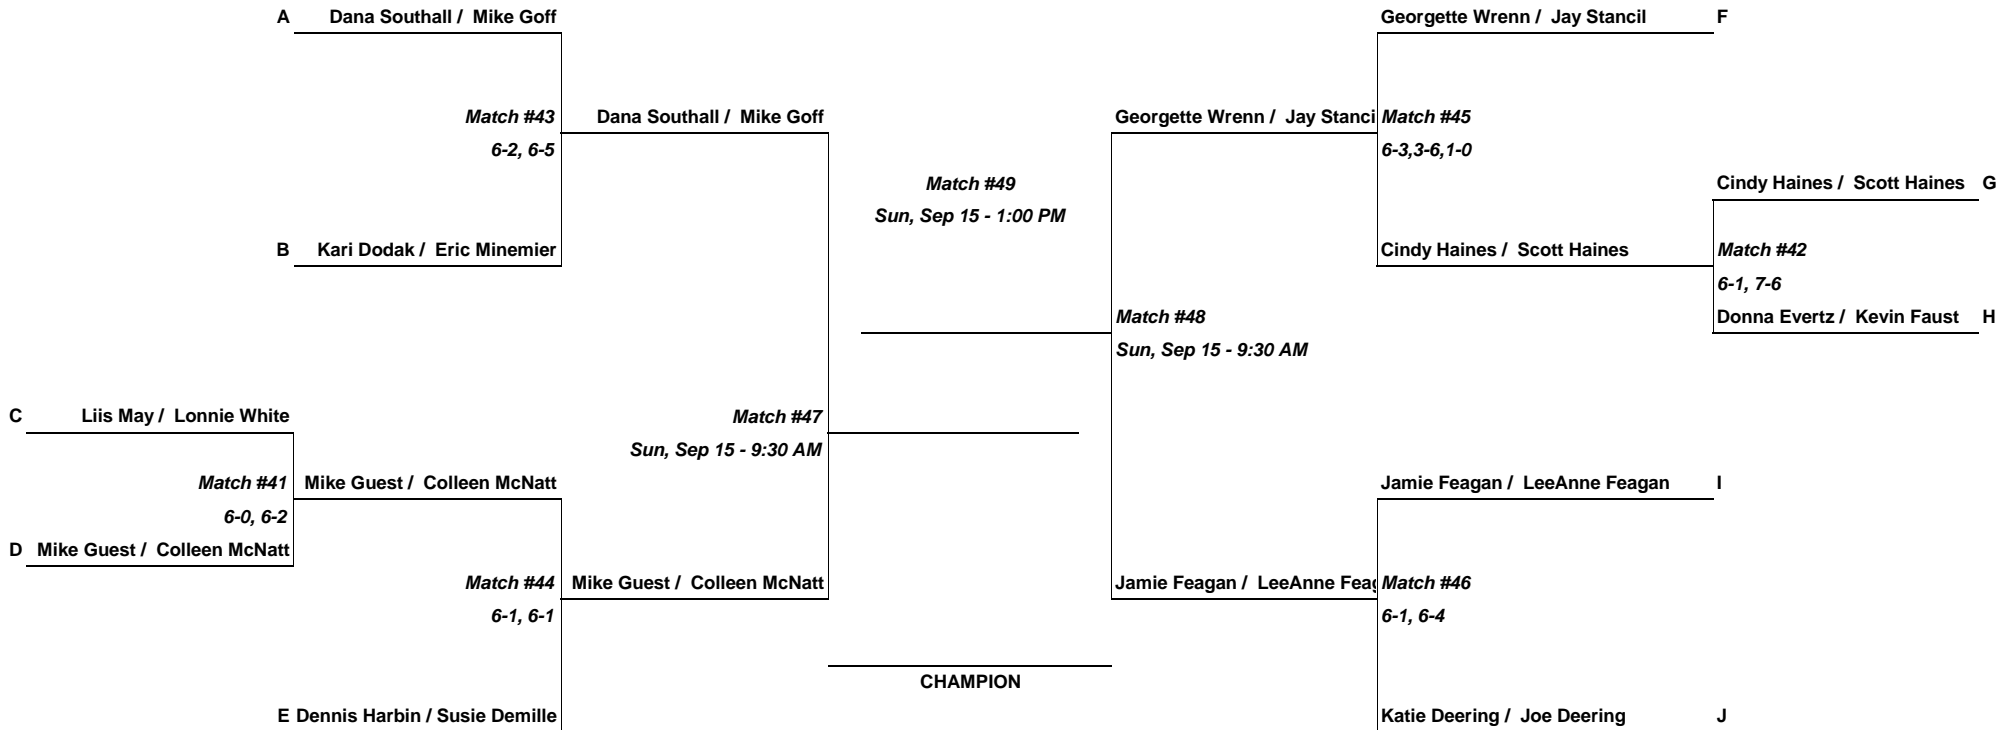 A Dana Southall / Mike Goff
Georgette Wrenn / Jay Stancil F
Match #43
Dana Southall / Mike Goff
Georgette Wrenn / Jay Stanci
Match #45
6-2, 6-5
6-3,3-6,1-0
Match #49
Cindy Haines / Scott Haines G
Sun, Sep 15 - 1:00 PM
B Kari Dodak / Eric Minemier
Cindy Haines / Scott Haines
Match #42
6-1, 7-6
Match #48
Donna Evertz / Kevin Faust H
Sun, Sep 15 - 9:30 AM
C Liis May / Lonnie White
Match #47
Sun, Sep 15 - 9:30 AM
Match #41
Mike Guest / Colleen McNatt
Jamie Feagan / LeeAnne Feagan I
6-0, 6-2
D Mike Guest / Colleen McNatt
Match #44
Mike Guest / Colleen McNatt
Jamie Feagan / LeeAnne Feag
Match #46
6-1, 6-1
6-1, 6-4
CHAMPION
E Dennis Harbin / Susie Demille
Katie Deering / Joe Deering J